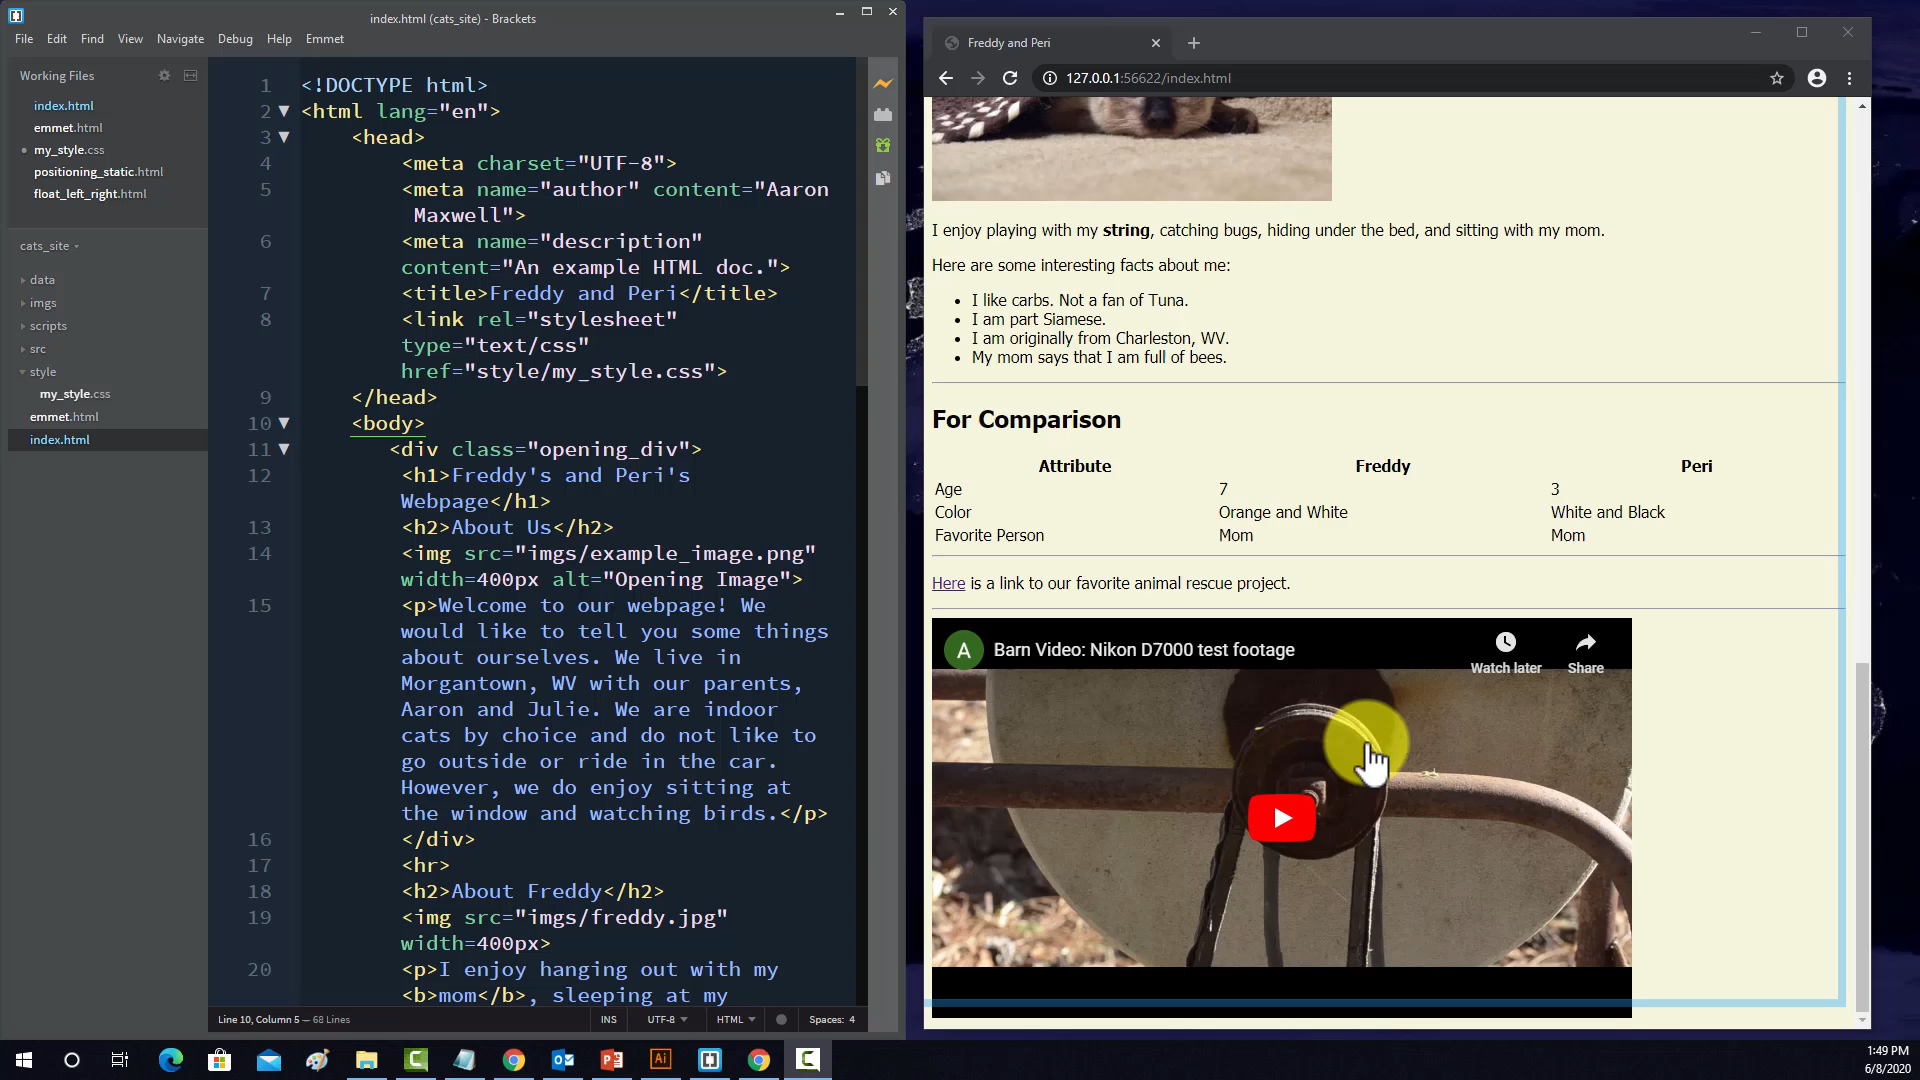 index.html (cats_site) - Brackets
File Edit Find View Navigate Debug Help Emmet
Working Files
index.html
emmet.html
my_style.css
positioning_static.html
float_left_right.html
cats_site
data
imgs
scripts
src
style
my_style.css
emmet.html
index.html
1 <!DOCTYPE html>
2 <html lang="en">
3 <head>
4 <meta charset="UTF-8">
5 <meta name="author" content="Aaron
Maxwell">
6 <meta name="description"
content="An example HTML doc.">
7 <title>Freddy and Peri</title>
8 <link rel="stylesheet"
type="text/css"
href="style/my_style.css">
9 </head>
10 <body>
11 <div class="opening_div">
12 <h1>Freddy's and Peri's
Webpage</h1>
13 <h2>About Us</h2>
14 <img src="imgs/example_image.png"
width=400px alt="Opening Image">
15 <p>Welcome to our webpage! We
would like to tell you some things
about ourselves. We live in
Morgantown, WV with our parents,
Aaron and Julie. We are indoor
cats by choice and do not like to
go outside or ride in the car.
However, we do enjoy sitting at
the window and watching birds.</p>
16 </div>
17 <hr>
18 <h2>About Freddy</h2>
19 <img src="imgs/freddy.jpg"
width=400px>
20 <p>I enjoy hanging out with my
<b>mom</b>, sleeping at my
Line 10, Column 5 — 68 Lines
INS UTF-8 HTML Spaces: 4
Freddy and Peri
127.0.0.1:56622/index.html
I enjoy playing with my string, catching bugs, hiding under the bed, and sitting with my mom.
Here are some interesting facts about me:
• I like carbs. Not a fan of Tuna.
• I am part Siamese.
• I am originally from Charleston, WV.
• My mom says that I am full of bees.
For Comparison
Attribute Freddy Peri
Age 7 3
Color Orange and White White and Black
Favorite Person Mom Mom
Here is a link to our favorite animal rescue project.
A Barn Video: Nikon D7000 test footage
Watch later Share
1:49 PM
6/8/2020